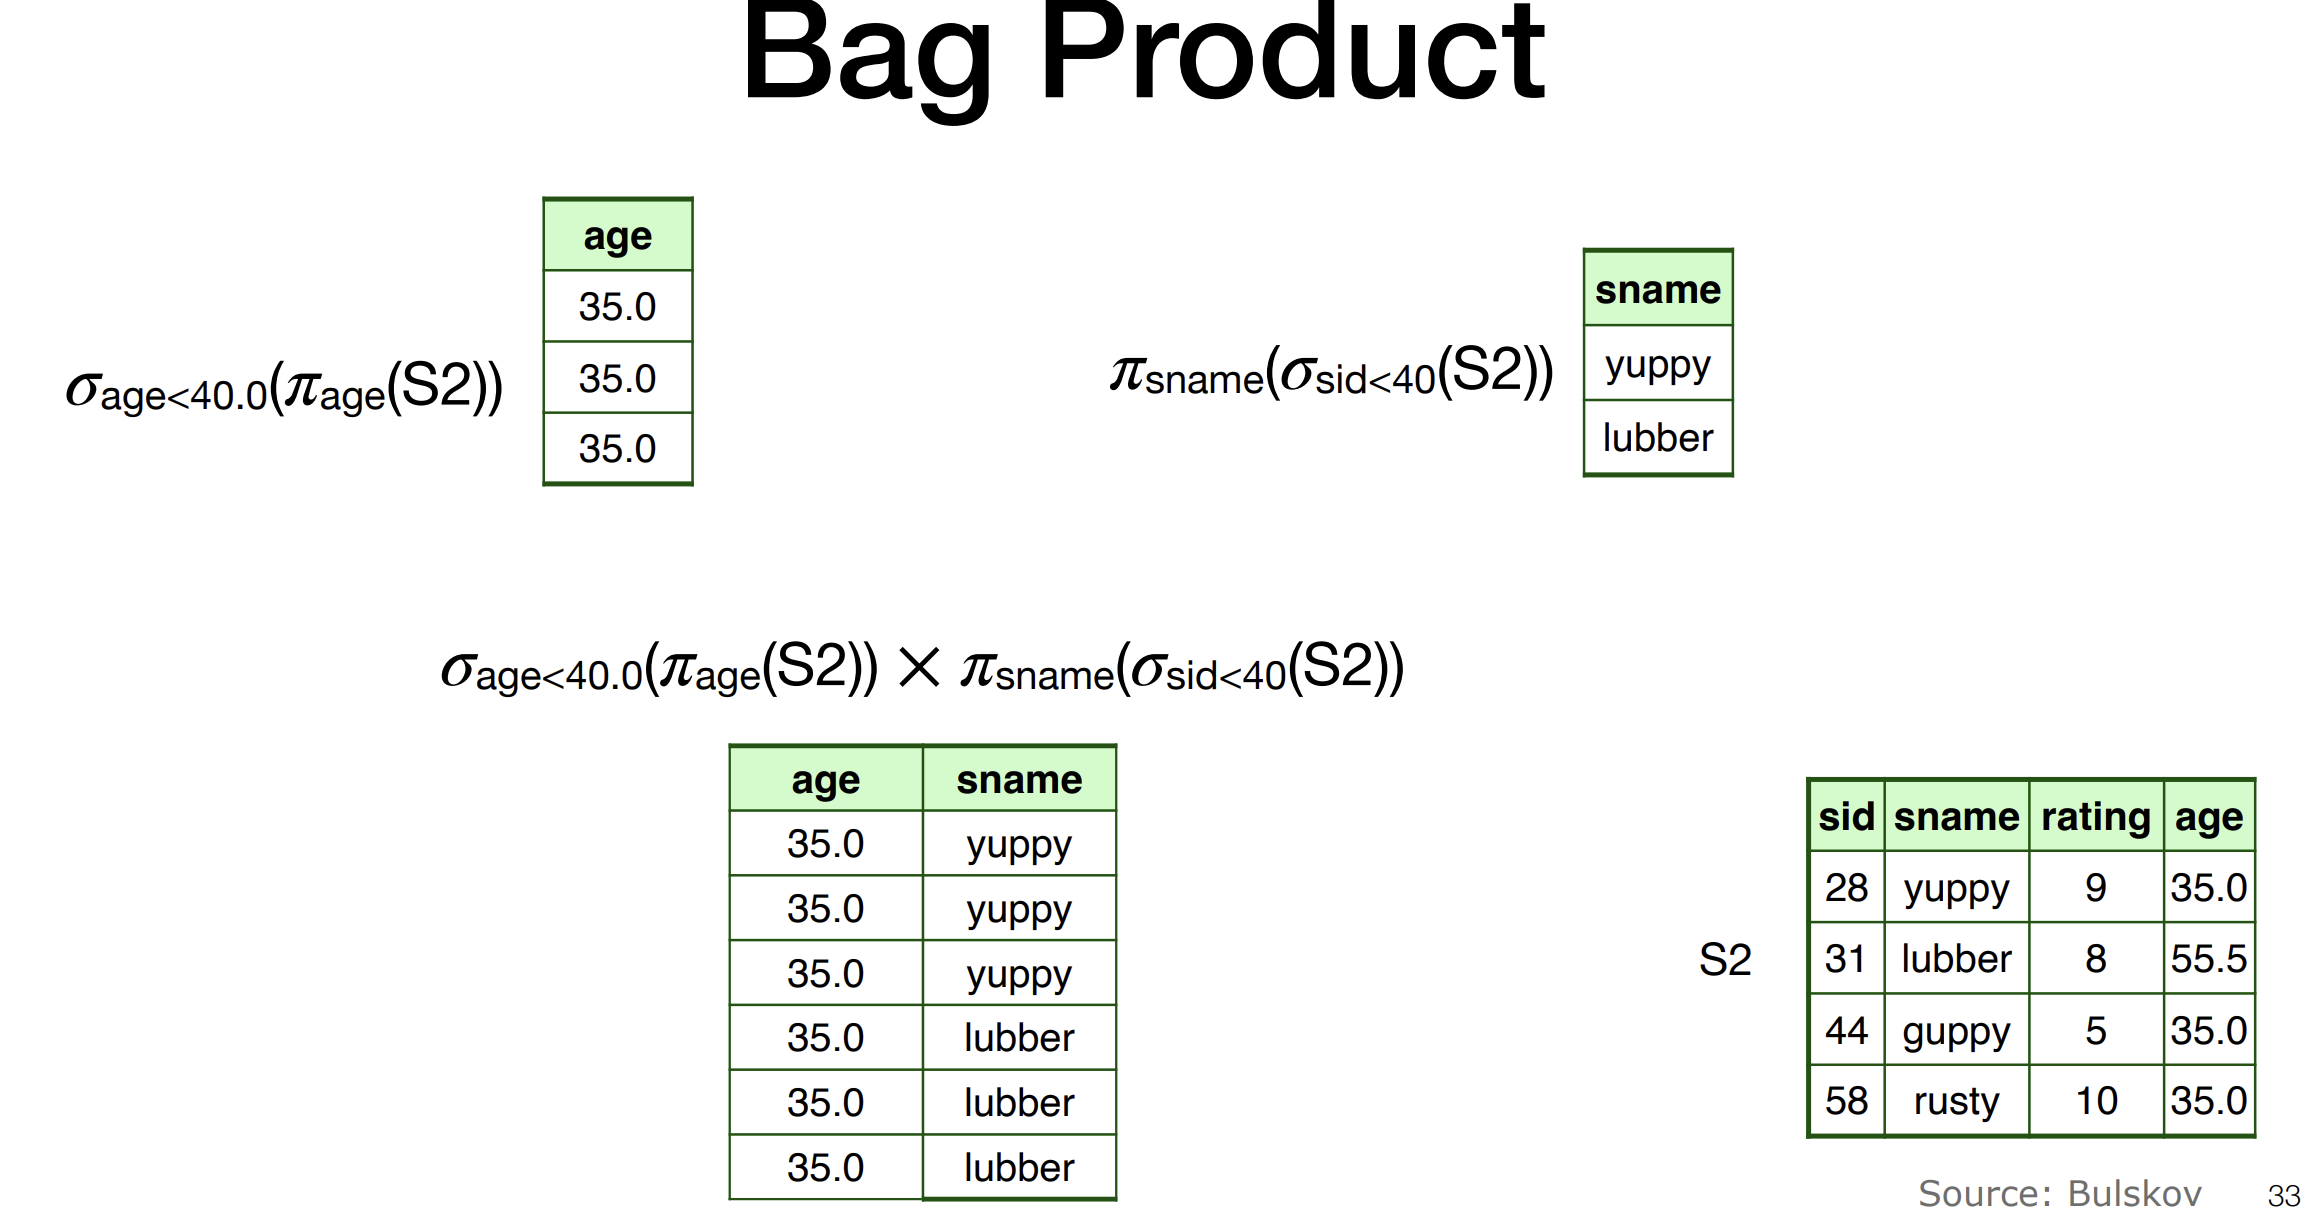 Bag Product
σage<40.0(πage(S2))
age
35.0
35.0
35.0
πsname(σsid<40(S2))
sname
yuppy
lubber
σage<40.0(πage(S2)) × πsname(σsid<40(S2))
age sname
35.0 yuppy
35.0 yuppy
35.0 yuppy
35.0 lubber
35.0 lubber
35.0 lubber
S2
sid sname rating age
28 yuppy 9 35.0
31 lubber 8 55.5
44 guppy 5 35.0
58 rusty 10 35.0
Source: Bulskov 33